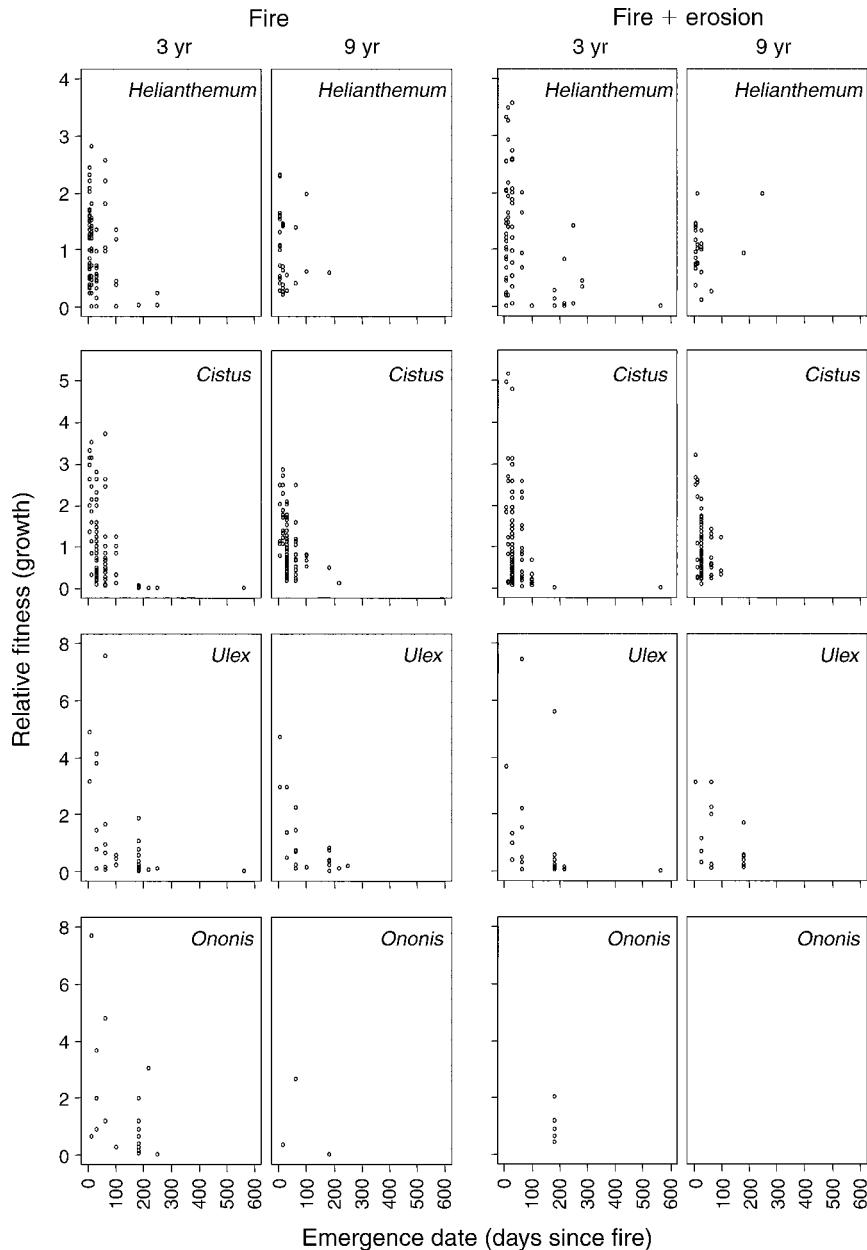 Fire Fire + erosion
3 yr 9 yr 3 yr 9 yr
4 Helianthemum Helianthemum Helianthemum Helianthemum
3
2
1
0
5 Cistus Cistus Cistus Cistus
4
3
2
1
0
8 Ulex Ulex Ulex Ulex
6
4
2
0
8 Ononis Ononis Ononis Ononis
6
4
2
0
Relative fitness (growth)
0 100 200 300 400 500 600 0 100 200 300 400 500 600 0 100 200 300 400 500 600 0 100 200 300 400 500 600
Emergence date (days since fire)